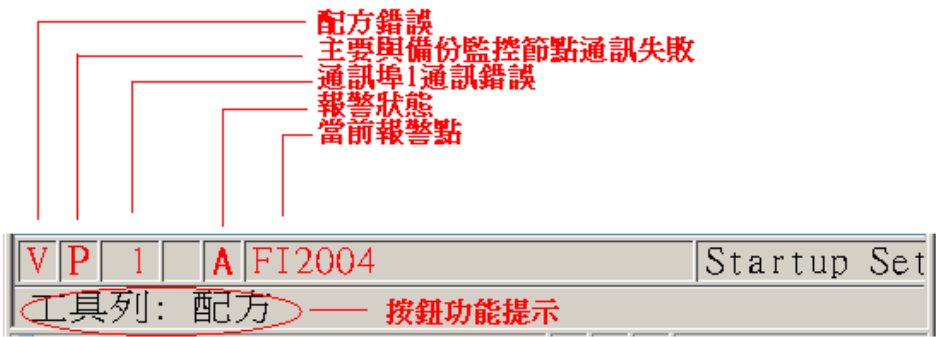 配方錯誤
主要與備份監控節點通訊失敗
通訊埠1通訊錯誤
報警狀態
當前報警點
V P 1 A FI2004 Startup Set
工具列: 配方 按鈕功能提示